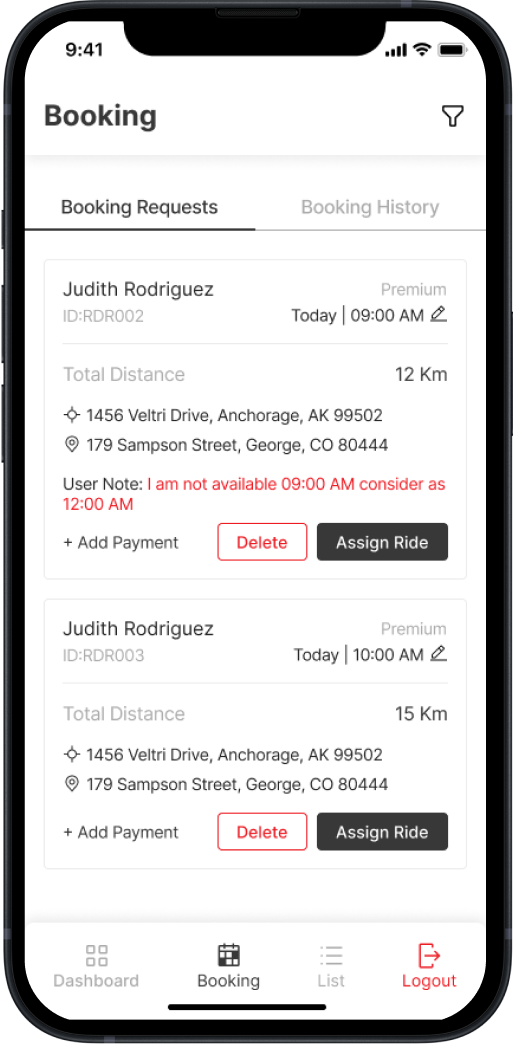 9:41
Booking
Booking Requests
Booking History
Judith Rodriguez
Premium
ID:RDR002
Today | 09:00 AM
Total Distance
12 Km
1456 Veltri Drive, Anchorage, AK 99502
179 Sampson Street, George, CO 80444
User Note: I am not available 09:00 AM consider as
12:00 AM
+ Add Payment
Delete
Assign Ride
Judith Rodriguez
Premium
ID:RDR003
Today | 10:00 AM
Total Distance
15 Km
1456 Veltri Drive, Anchorage, AK 99502
179 Sampson Street, George, CO 80444
+ Add Payment
Delete
Assign Ride
Dashboard
Booking
List
Logout